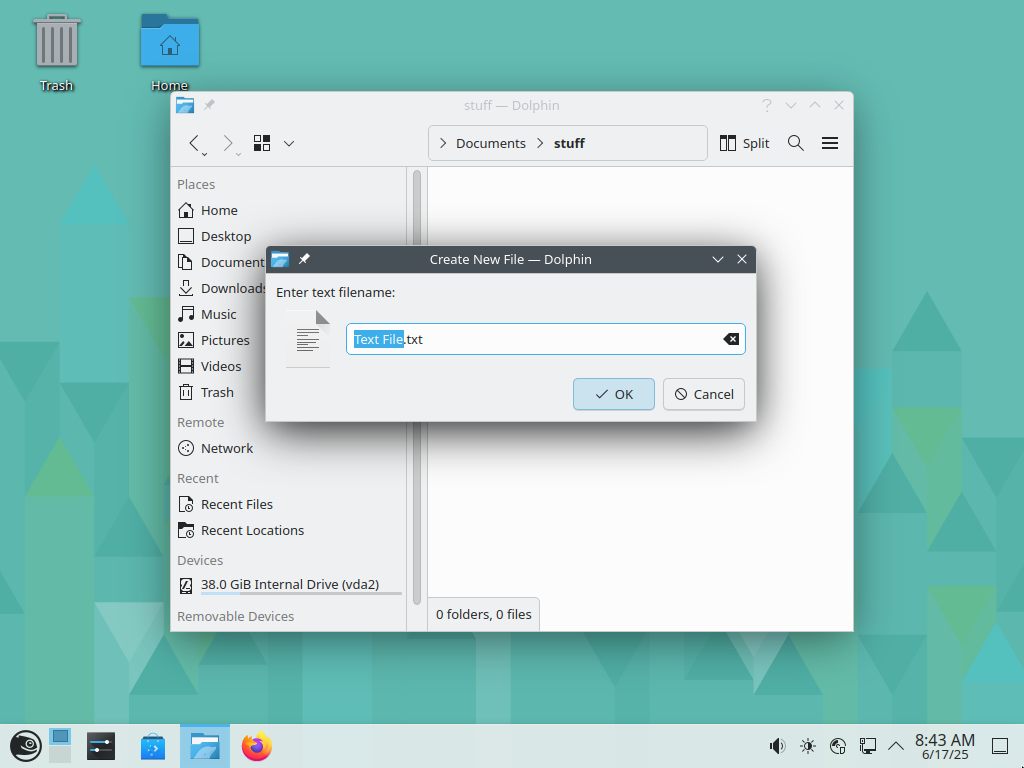 Trash
Home
stuff — Dolphin
Documents
stuff
Split
Places
Home
Desktop
Document
Downloads
Music
Pictures
Videos
Trash
Remote
Network
Recent
Recent Files
Recent Locations
Devices
38.0 GiB Internal Drive (vda2)
Removable Devices
Create New File — Dolphin
Enter text filename:
Text File.txt
OK
Cancel
0 folders, 0 files
8:43 AM
6/17/25